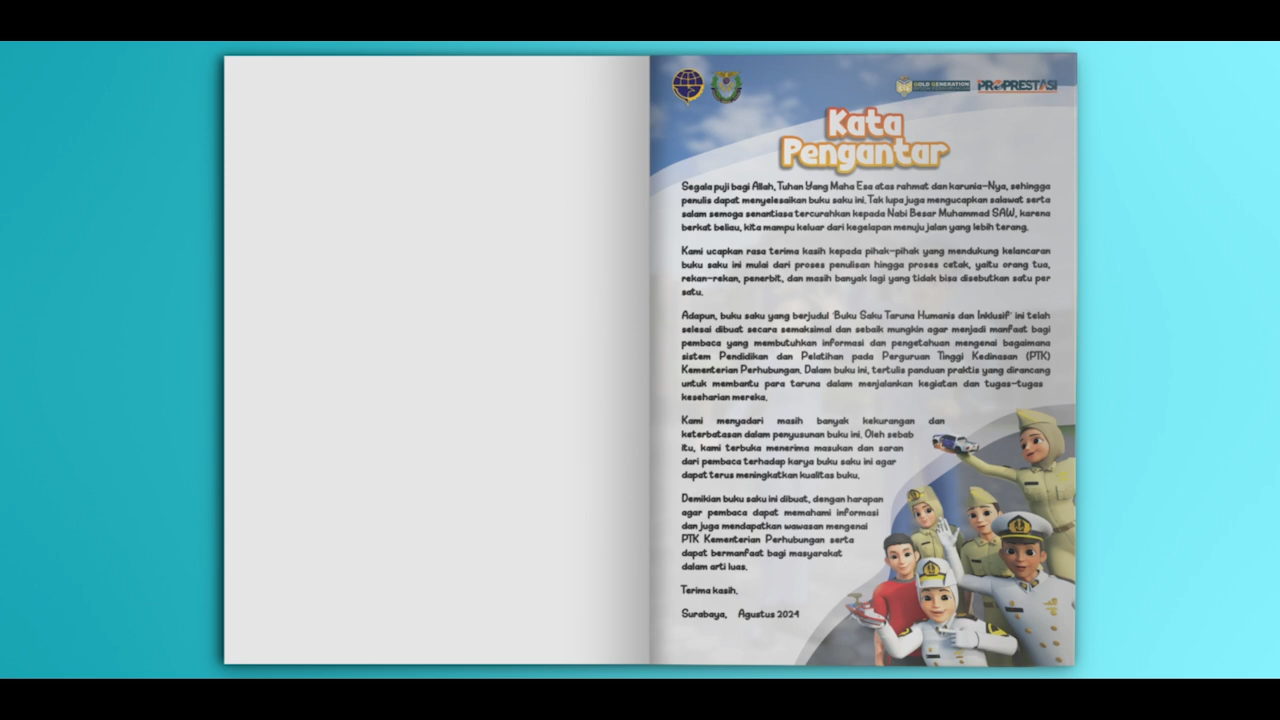 GOLD GENERATION
PROPRESTASI
Kata
Pengantar
Segala puji bagi Allah, Tuhan Yang Maha Esa atas rahmat dan karunia-Nya, sehingga
penulis dapat menyelesaikan buku saku ini. Tak lupa juga mengucapkan salawat serta
salam semoga senantiasa tercurahkan kepada Nabi Besar Muhammad SAW, karena
berkat beliau, kita mampu keluar dari kegelapan menuju jalan yang lebih terang.
Kami ucapkan rasa terima kasih kepada pihak-pihak yang mendukung kelancaran
buku saku ini mulai dari proses penulisan hingga proses cetak, yaitu orang tua,
rekan-rekan, penerbit, dan masih banyak lagi yang tidak bisa disebutkan satu per
satu.
Adapun, buku saku yang berjudul 'Buku Saku Taruna Humanis dan Inklusif' ini telah
selesai dibuat secara semaksimal dan sebaik mungkin agar menjadi manfaat bagi
pembaca yang membutuhkan informasi dan pengetahuan mengenai bagaimana
sistem Pendidikan dan Pelatihan pada Perguruan Tinggi Kedinasan (PTK)
Kementerian Perhubungan. Dalam buku ini, tertulis panduan praktis yang dirancang
untuk membantu para taruna dalam menjalankan kegiatan dan tugas-tugas
keseharian mereka.
Kami menyadari masih banyak kekurangan dan
keterbatasan dalam penyusunan buku ini. Oleh sebab
itu, kami terbuka menerima masukan dan saran
dari pembaca terhadap karya buku saku ini agar
dapat terus meningkatkan kualitas buku.
Demikian buku saku ini dibuat, dengan harapan
agar pembaca dapat memahami informasi
dan juga mendapatkan wawasan mengenai
PTK Kementerian Perhubungan serta
dapat bermanfaat bagi masyarakat
dalam arti luas.
Terima kasih.
Surabaya, Agustus 2024